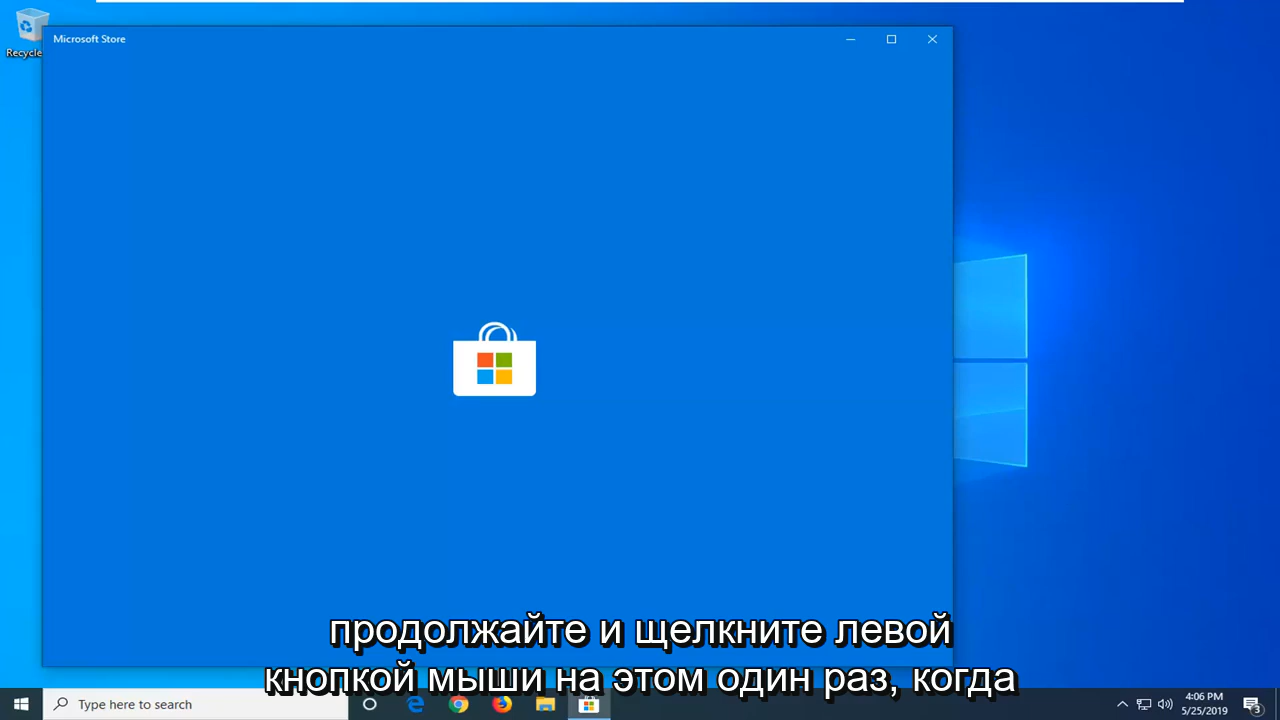 Microsoft Store
Recycle
продолжайте и щелкните левой
кнопкой мыши на этом один раз, когда
Type here to search
4:06 PM
5/25/2019
3